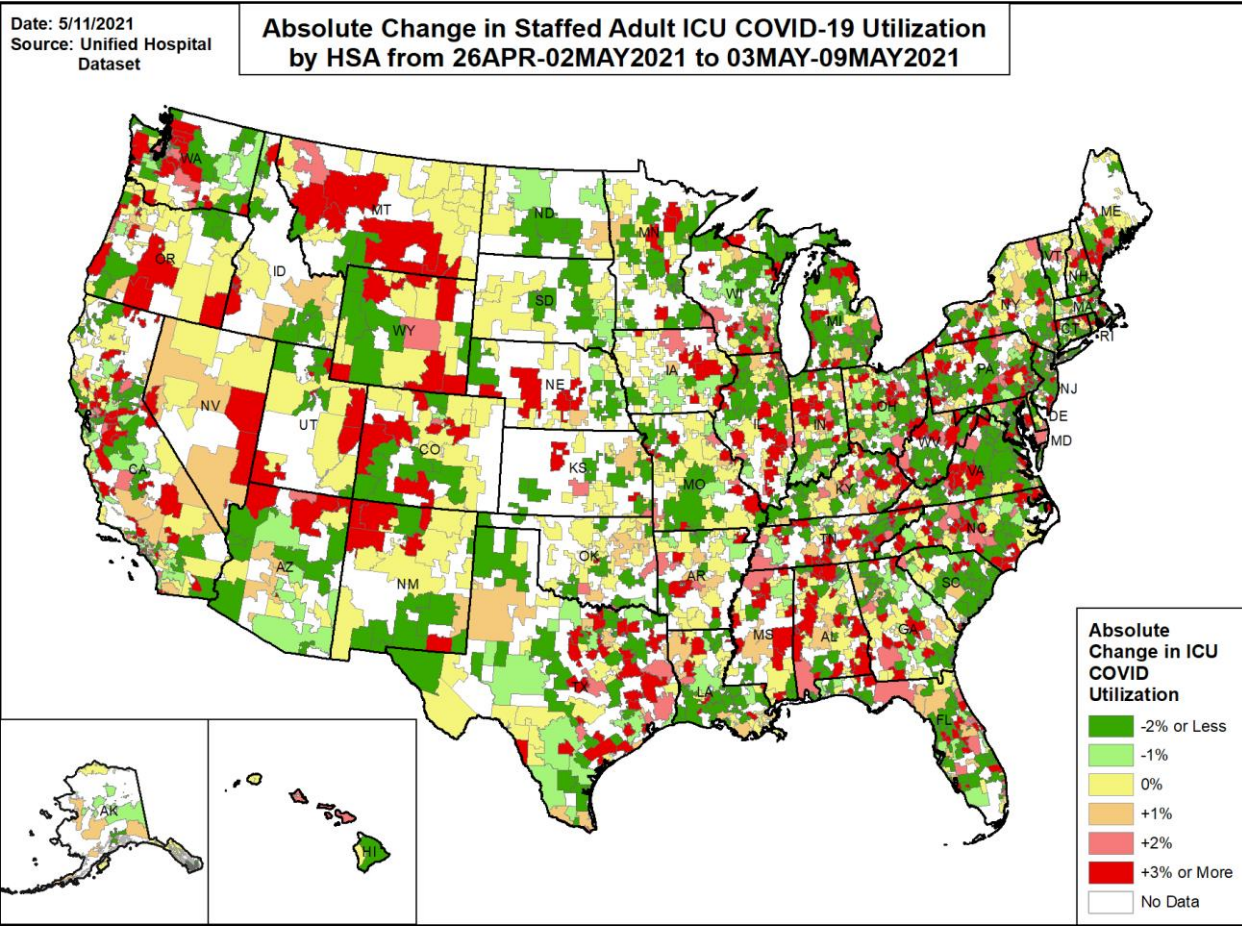 Date: 5/11/2021
Source: Unified Hospital
Dataset
Absolute Change in Staffed Adult ICU COVID-19 Utilization
by HSA from 26APR-02MAY2021 to 03MAY-09MAY2021
WA
MT
ND
MN
ME
OR
ID
SD
WI
MI
VT
NH
NY
MA
CT
RI
WY
IA
NE
PA
NJ
NV
UT
CO
IL
IN
OH
DE
MD
WV
VA
CA
KS
MO
KY
NC
TN
AZ
NM
OK
AR
SC
MS
AL
GA
TX
LA
FL
AK
HI
Absolute
Change in ICU
COVID
Utilization
-2% or Less
-1%
0%
+1%
+2%
+3% or More
No Data